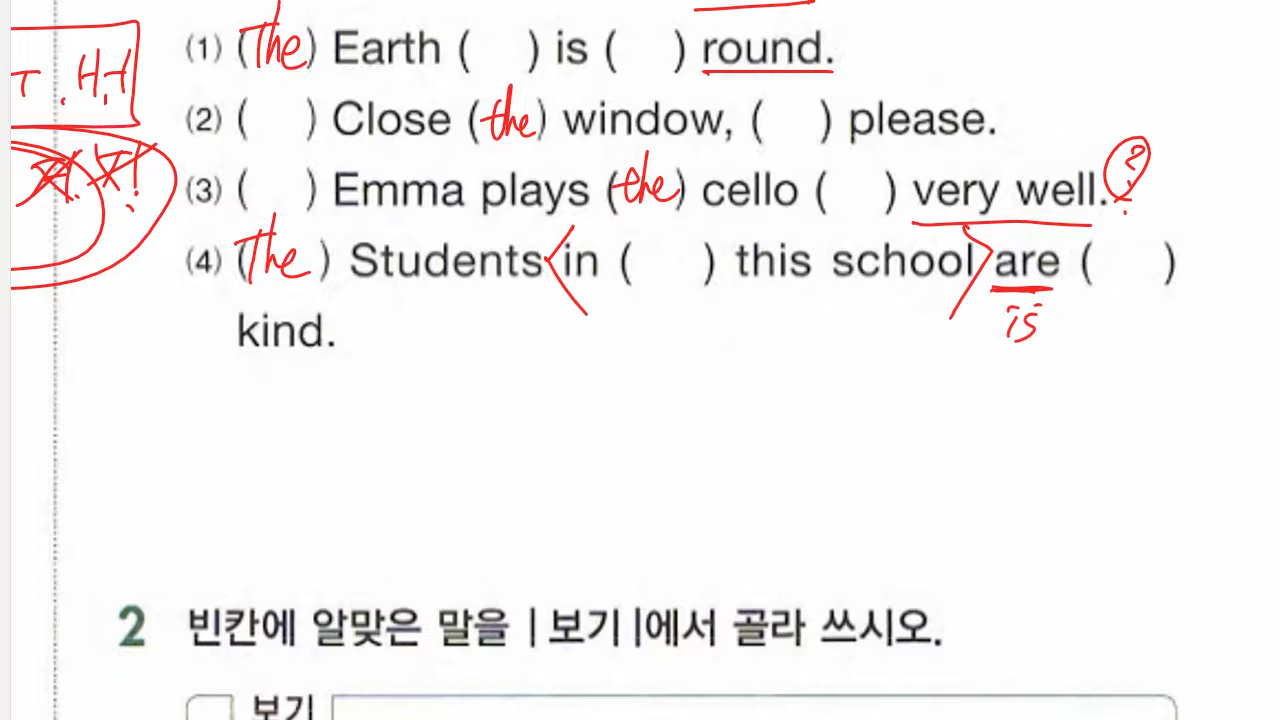 (1) (The) Earth ( ) is ( ) round.
T . H.H
(2) ( ) Close (the) window, ( ) please.
(3) ( ) Emma plays (the) cello ( ) very well. ?
(4) (The ) Students in ( ) this school are ( )
is
kind.
2 빈칸에 알맞은 말을 | 보기 |에서 골라 쓰시오.
보기